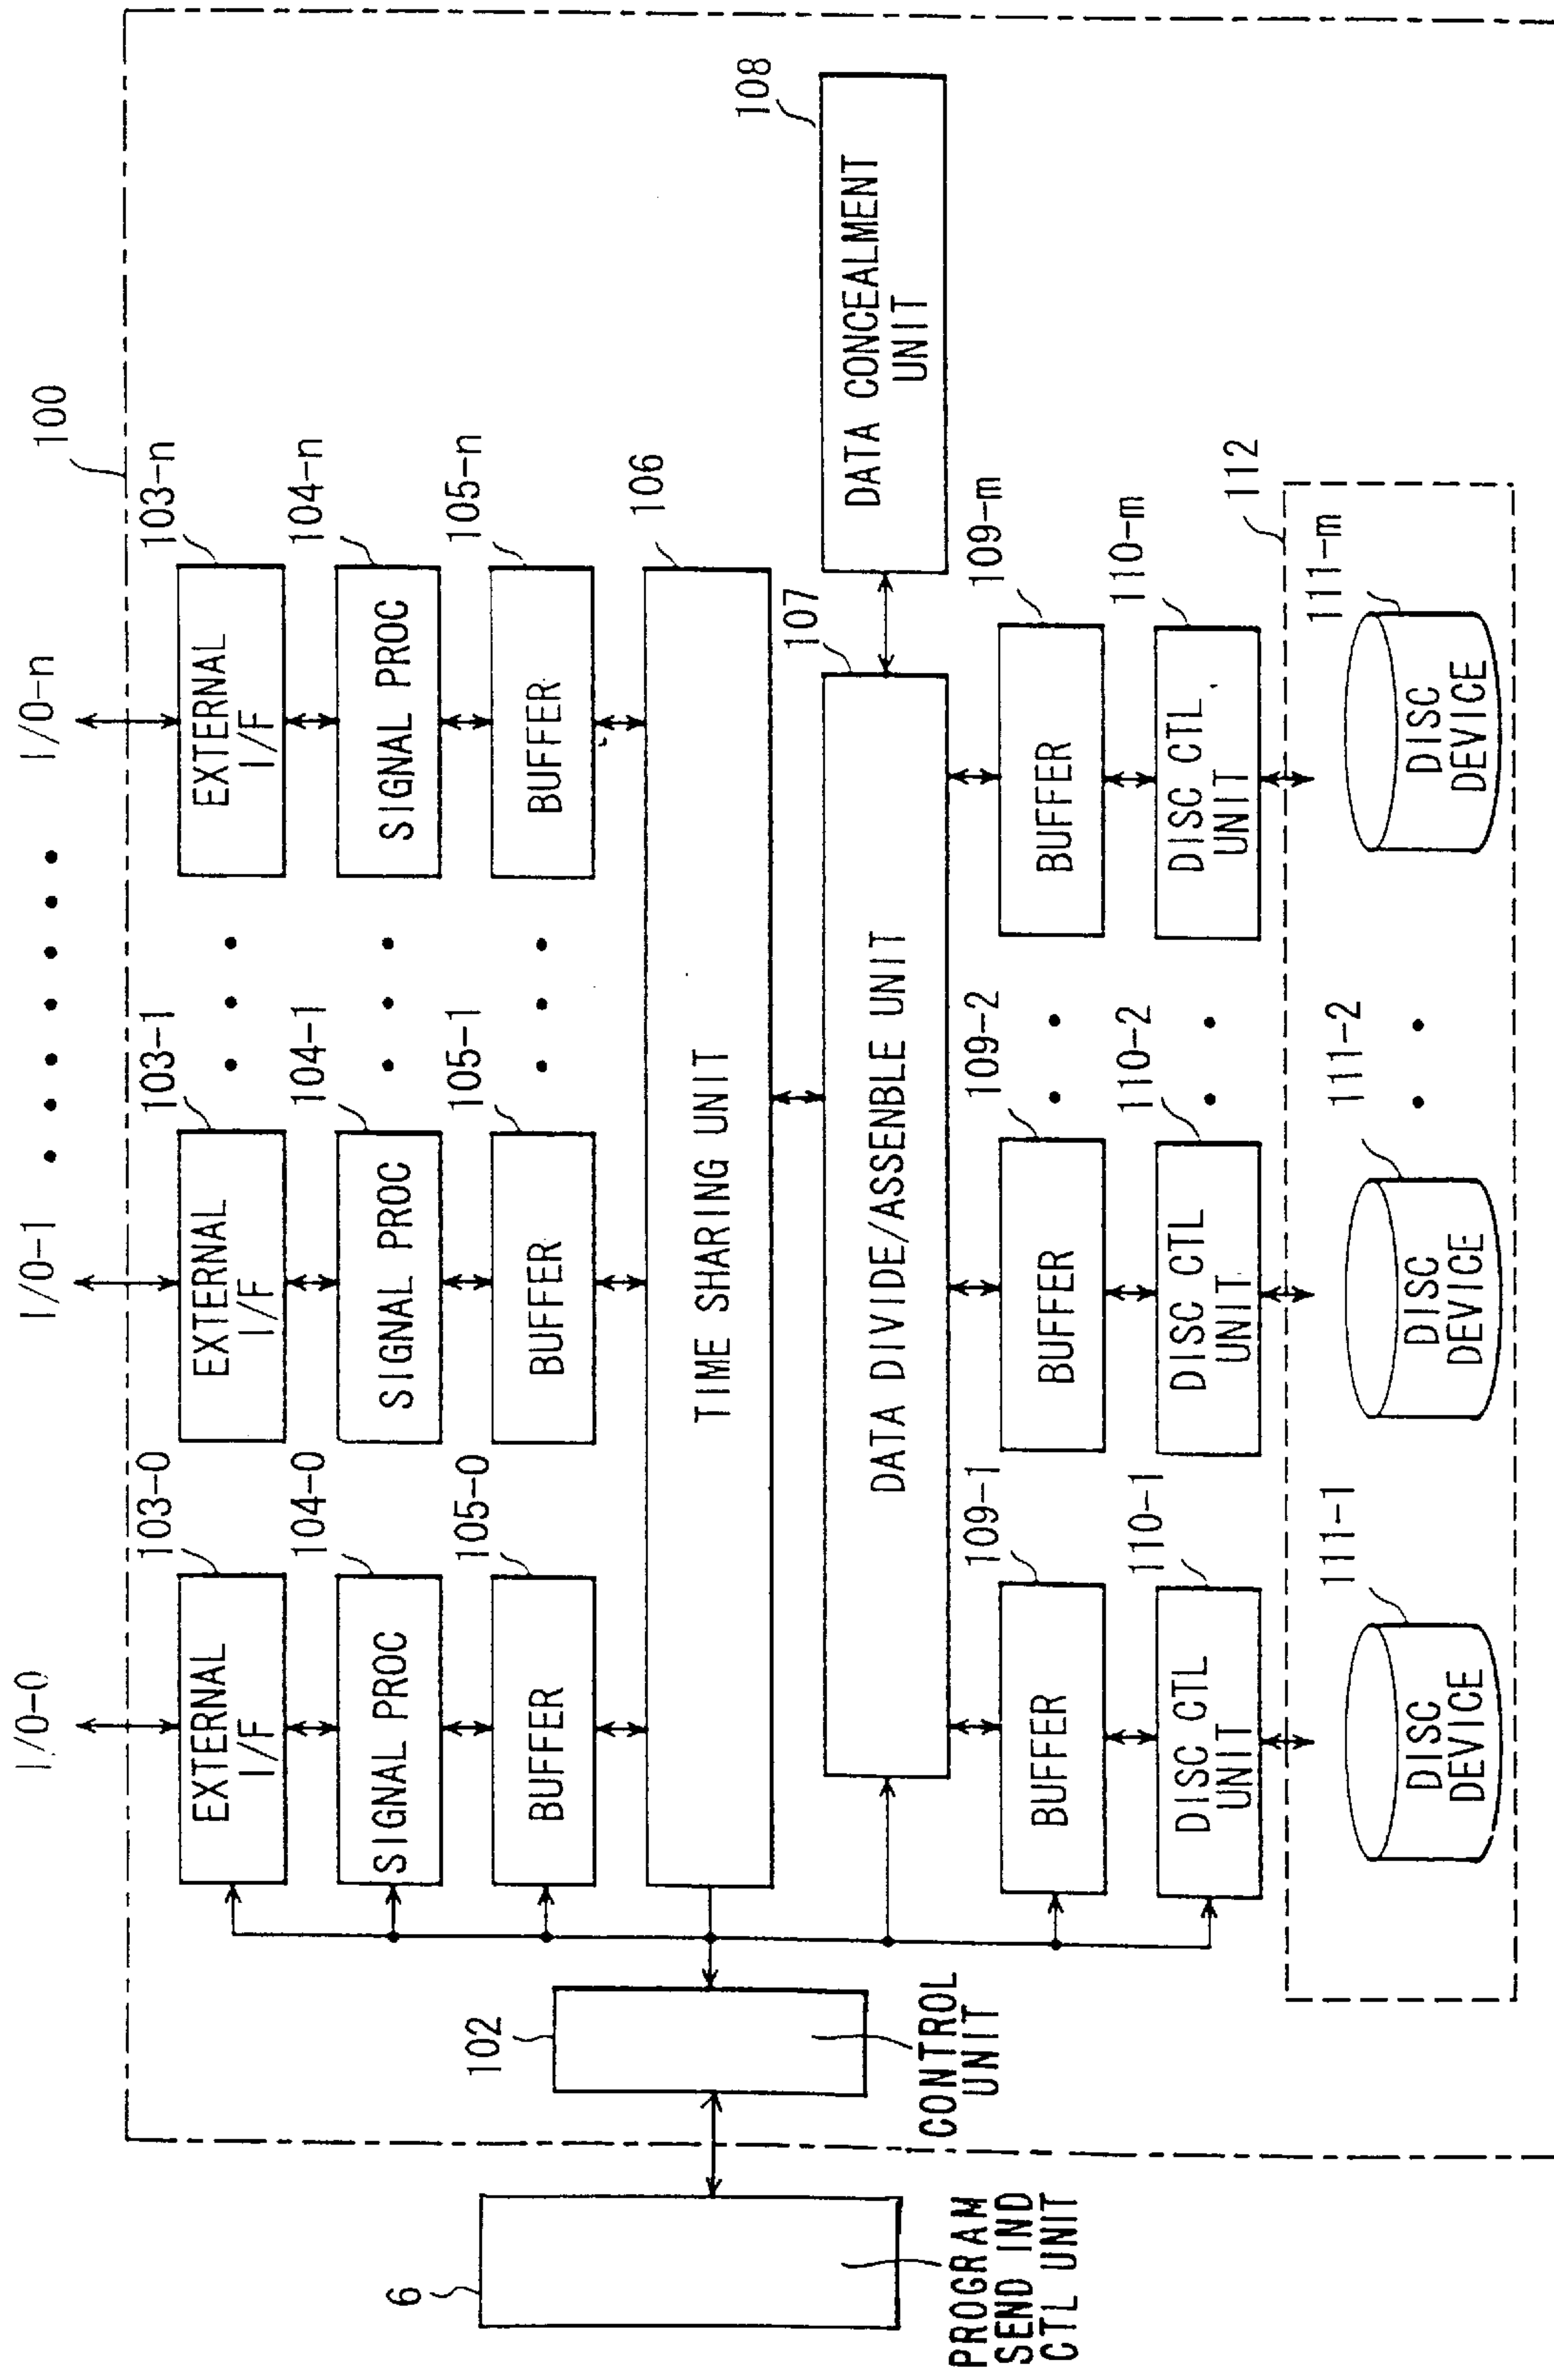 I/O-0
I/O-1
I/O-n
100
103-0
EXTERNAL
I/F
103-1
EXTERNAL
I/F
103-n
EXTERNAL
I/F
104-0
SIGNAL PROC
104-1
SIGNAL PROC
104-n
SIGNAL PROC
105-0
BUFFER
105-1
BUFFER
105-n
BUFFER
106
TIME SHARING UNIT
102
CONTROL
UNIT
6
PROGRAM
SEND IND
CTL UNIT
107
DATA DIVIDE/ASSENBLE UNIT
108
DATA CONCEALMENT
UNIT
109-1
BUFFER
109-2
BUFFER
109-m
BUFFER
110-1
DISC CTL
UNIT
110-2
DISC CTL
UNIT
110-m
DISC CTL
UNIT
112
111-1
DISC
DEVICE
111-2
DISC
DEVICE
111-m
DISC
DEVICE